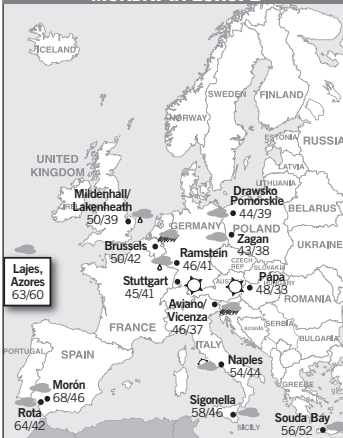 ICELAND
SWEDEN
FINLAND
NORWAY
ESTONIA
RUSSIA
LATVIA
LITHUANIA
UNITED
KINGDOM
Mildenhall/
Lakenheath
50/39
Drawsko
Pomorskie
44/39
BELARUS
GERMANY
POLAND
Zagan
43/38
UKRAINE
Brussels
50/42
Ramstein
46/41
CZECH
REP.
SLOVAKIA
Lajes,
Azores
63/60
Stuttgart
45/41
Pápa
48/33
Aviano/
Vicenza
46/37
ROMANIA
FRANCE
BOSNIA
SERBIA
BULGARIA
ITALY
PORTUGAL
SPAIN
Naples
54/44
GREECE
Morón
68/46
Rota
64/42
Sigonella
58/46
SICILY
Souda Bay
56/52